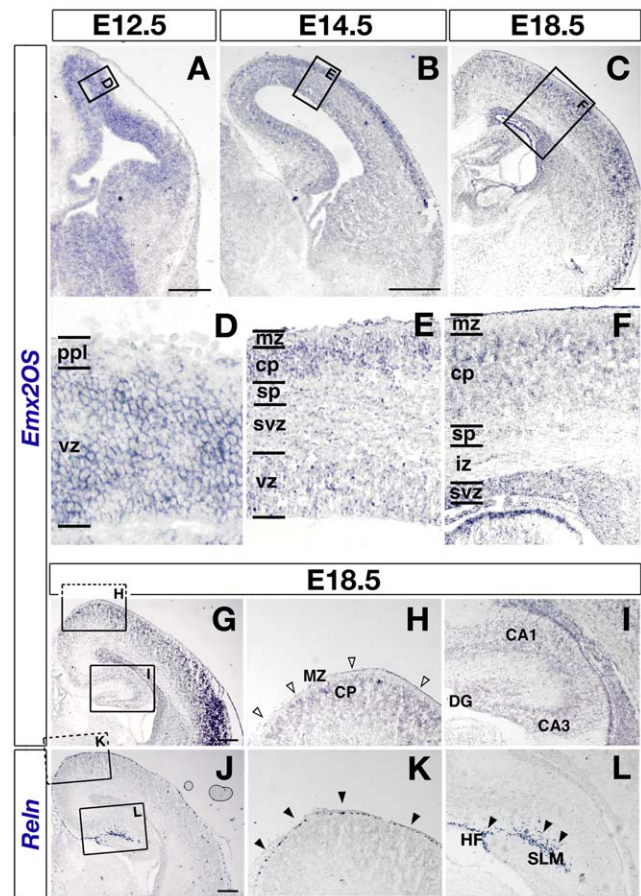 E12.5 E14.5 E18.5
A B C
D E F
Emx2OS
D E F
ppl mz mz
cp cp
sp
vz svz sp
iz
vz svz
E18.5
H G H I
MZ CP CA1
I DG CA3
K J K L
Reln
L HF SLM